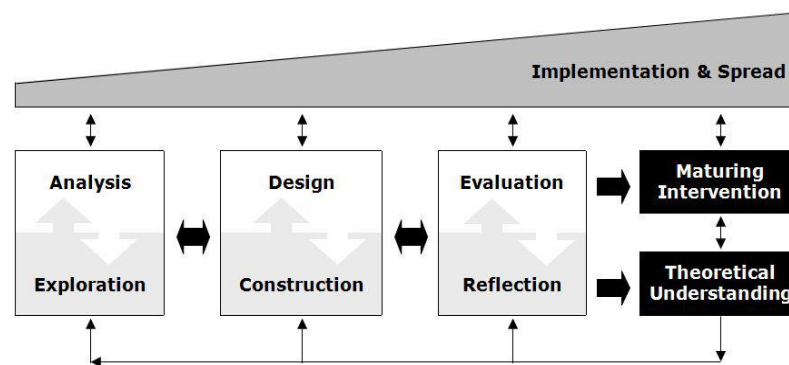 Implementation & Spread
Analysis
Exploration
Design
Construction
Evaluation
Reflection
Maturing
Intervention
Theoretical
Understanding